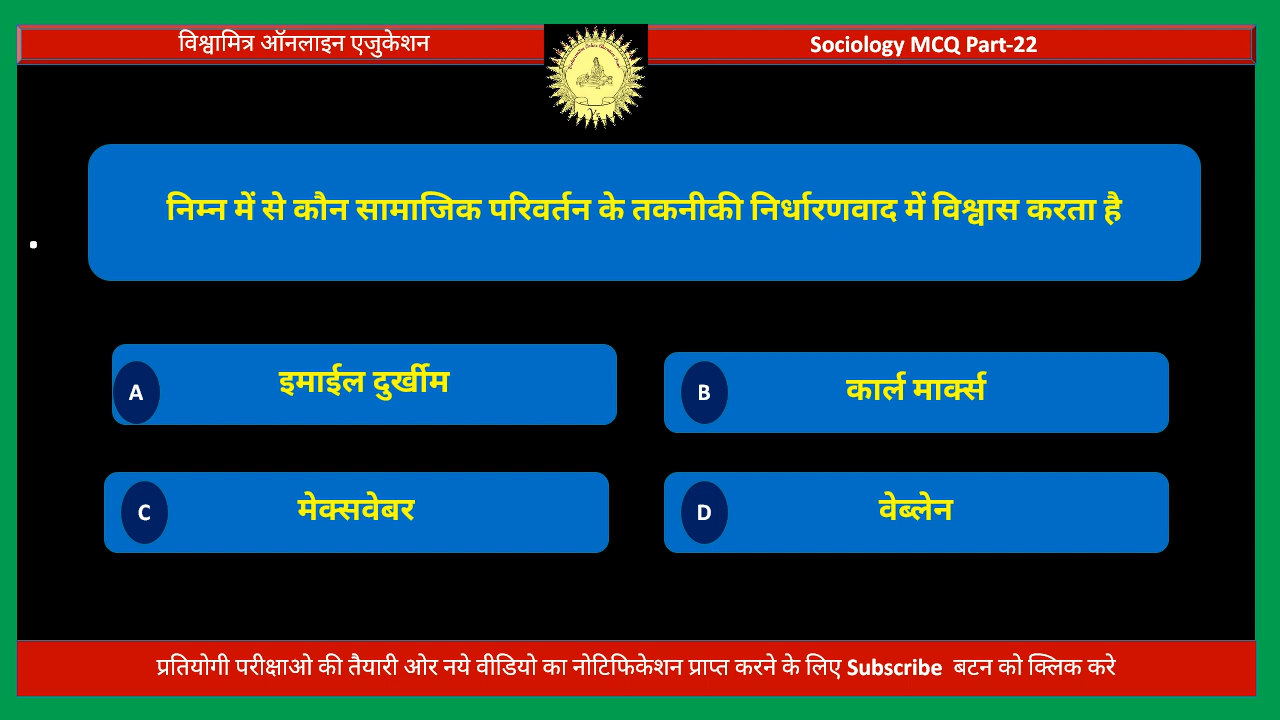 विश्वामित्र ऑनलाइन एजुकेशन
Sociology MCQ Part-22
निम्न में से कौन सामाजिक परिवर्तन के तकनीकी निर्धारणवाद में विश्वास करता है
A इमाईल दुर्खीम
B कार्ल मार्क्स
C मेक्सवेबर
D वेब्लेन
प्रतियोगी परीक्षाओ की तैयारी ओर नये वीडियो का नोटिफिकेशन प्राप्त करने के लिए Subscribe बटन को क्लिक करे